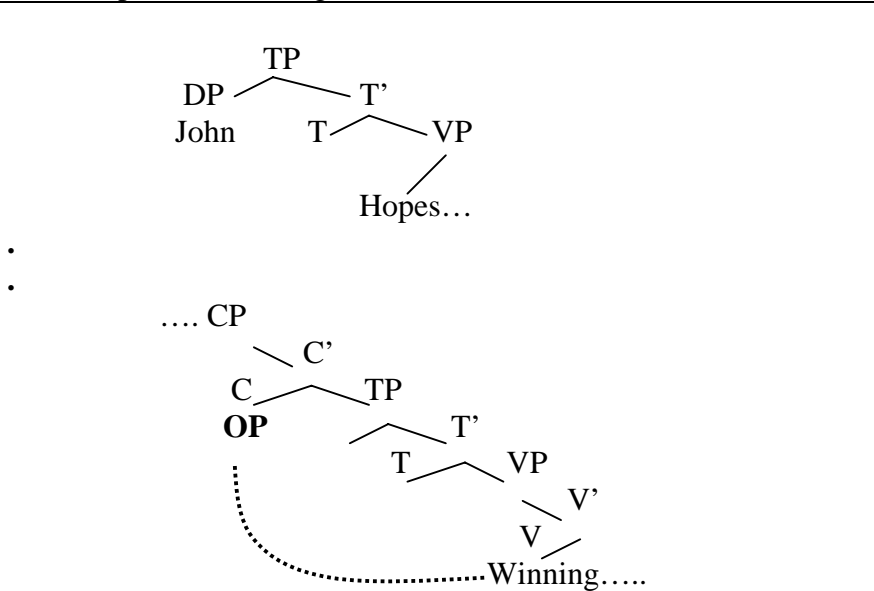 TP
DP T’
John T VP
Hopes…
…. CP
C’
C TP
OP T’
T VP
V’
V
Winning…..